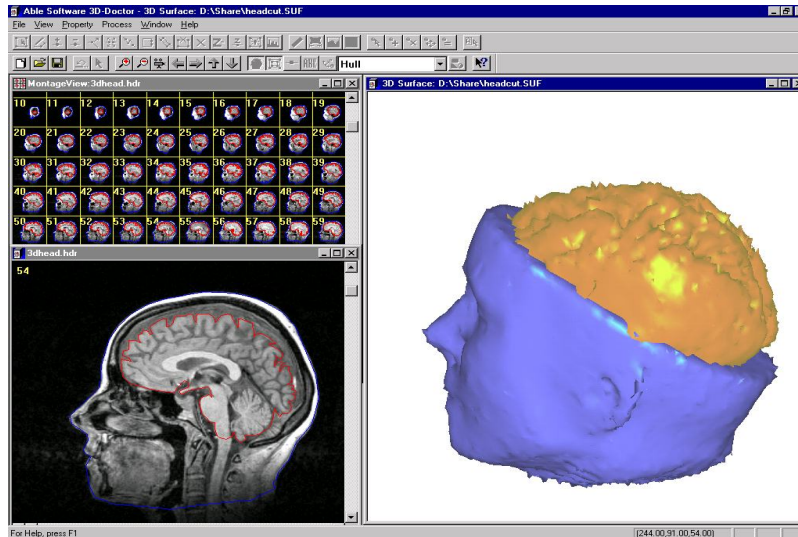 Able Software 3D-Doctor - 3D Surface: D:\Share\headcut.SUF
File View Property Process Window Help
Hull
MontageView:3dhead.hdr
10 11 12 13 14 15 16 17 18 19
20 21 22 23 24 25 26 27 28 29
30 31 32 33 34 35 36 37 38 39
40 41 42 43 44 45 46 47 48 49
50 51 52 53 54 55 56 57 58 59
3dhead.hdr
54
3D Surface: D:\Share\headcut.SUF
For Help, press F1
(244.00,91.00,54.00)